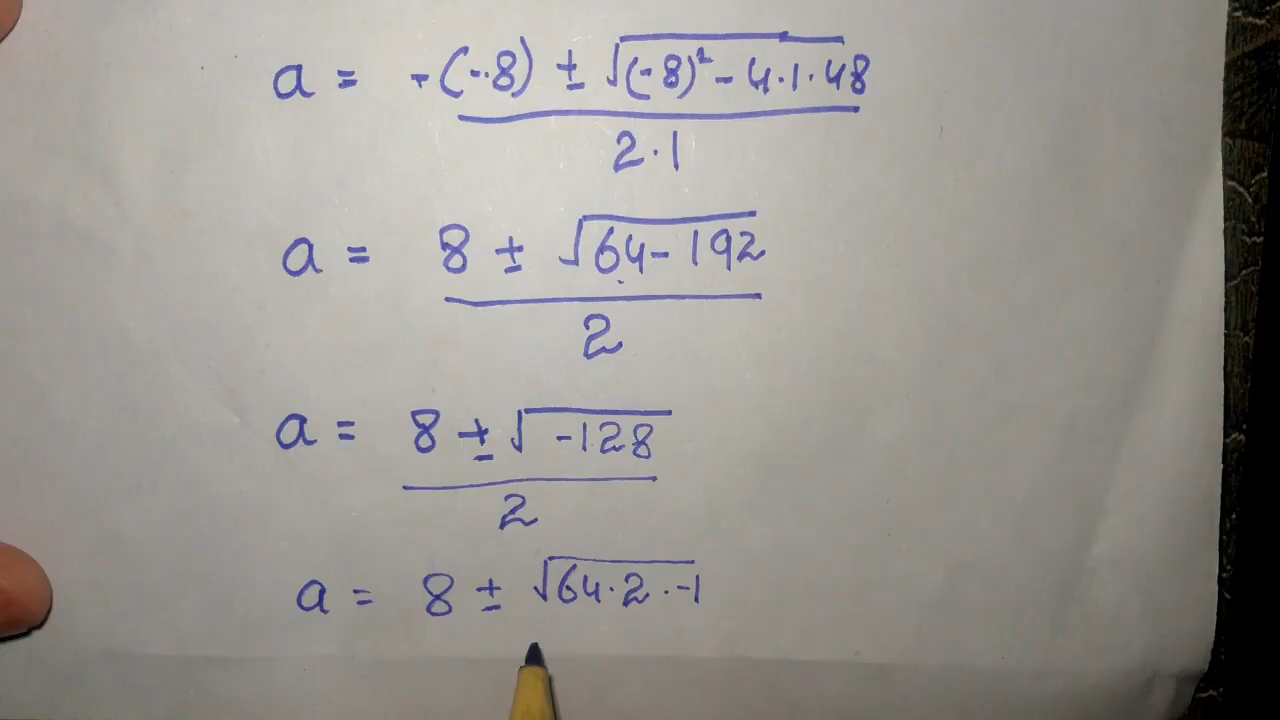 a = -(-8) ± √(-8)² - 4·1·48
2·1
a = 8 ± √64 - 192
2
a = 8 ± √-128
2
a = 8 ± √64·2·-1